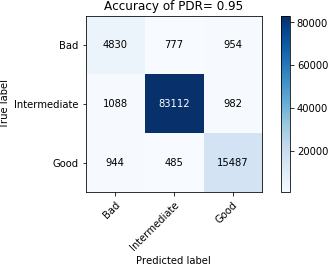 Accuracy of PDR= 0.95
True label
Bad 4830 777 954
Intermediate 1088 83112 982
Good 944 485 15487
Bad Intermediate Good
Predicted label
80000
60000
40000
20000